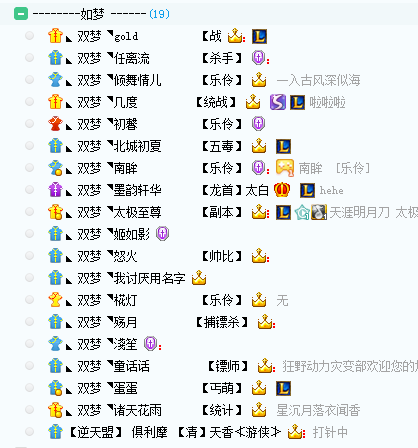 --------如梦 ------(19)
双梦 ◥gold 【战
双梦 ◥任离流 【杀手】
双梦 ◥倾舞情儿 【乐伶】 一入古风深似海
双梦 ◥几度 【统战】 啦啦啦
双梦 ◥初馨 【乐伶】
双梦 ◥北城初夏 【五毒】
双梦 ◥南眸 【乐伶】 南眸 [乐伶]
双梦 ◥墨韵轩华 【龙首】太白 hehe
双梦 ◥太极至尊 【副本】 天涯明月刀 太极
双梦 ◥姬如影
双梦 ◥怒火 【帅比】
双梦 ◥我讨厌用名字
双梦 ◥椛灯 【乐伶】 无
双梦 ◥殇月 【捕镖杀】
双梦 ◥淺笙
双梦 ◥童话话 【镖师】 狂野动力灾变部欢迎您的
双梦 ◥蛋蛋 【丐萌】
双梦 ◥诸天花雨 【统计】 星沉月落衣闻香
【逆天盟】 俱利摩 【清】天香≮游侠≯ 打针中